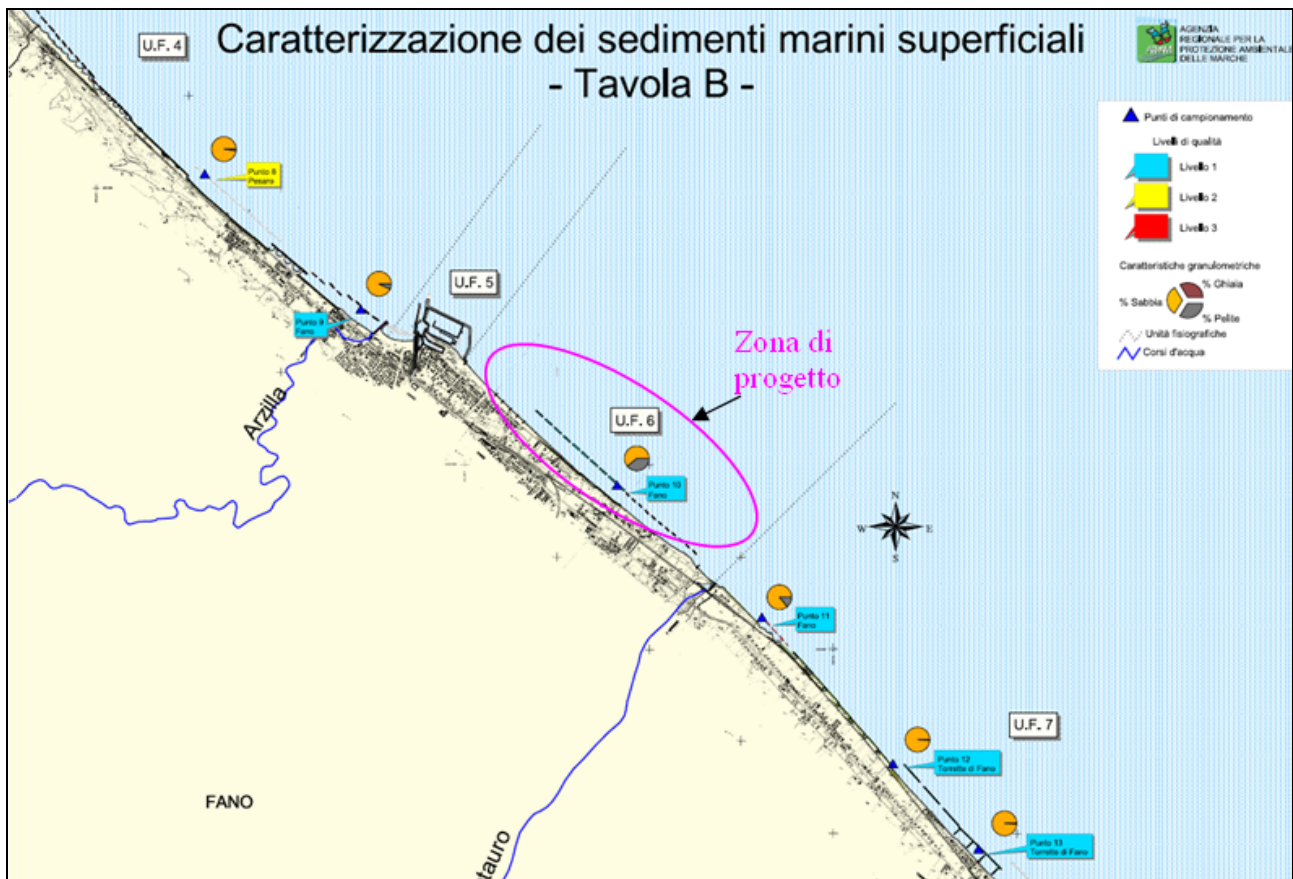 Caratterizzazione dei sedimenti marini superficiali
- Tavola B -
AGENZIA
REGIONALE PER LA
PROTEZIONE AMBIENTALE
DELLE MARCHE
U.F. 4
Punti di campionamento
Livelli di qualità
Livello 1
Livello 2
Livello 3
Caratteristiche granulometriche
% Ghiaia
% Sabbia
% Pelite
Unità fisiografiche
Corsi d'acqua
Punto 8
Pesaro
U.F. 5
Punto 9
Fano
Zona di
progetto
Arzilla
U.F. 6
Punto 10
Fano
N
W
E
S
Punto 11
Fano
U.F. 7
Punto 12
Torrette di Fano
FANO
Punto 13
Torrette di Fano
tauro